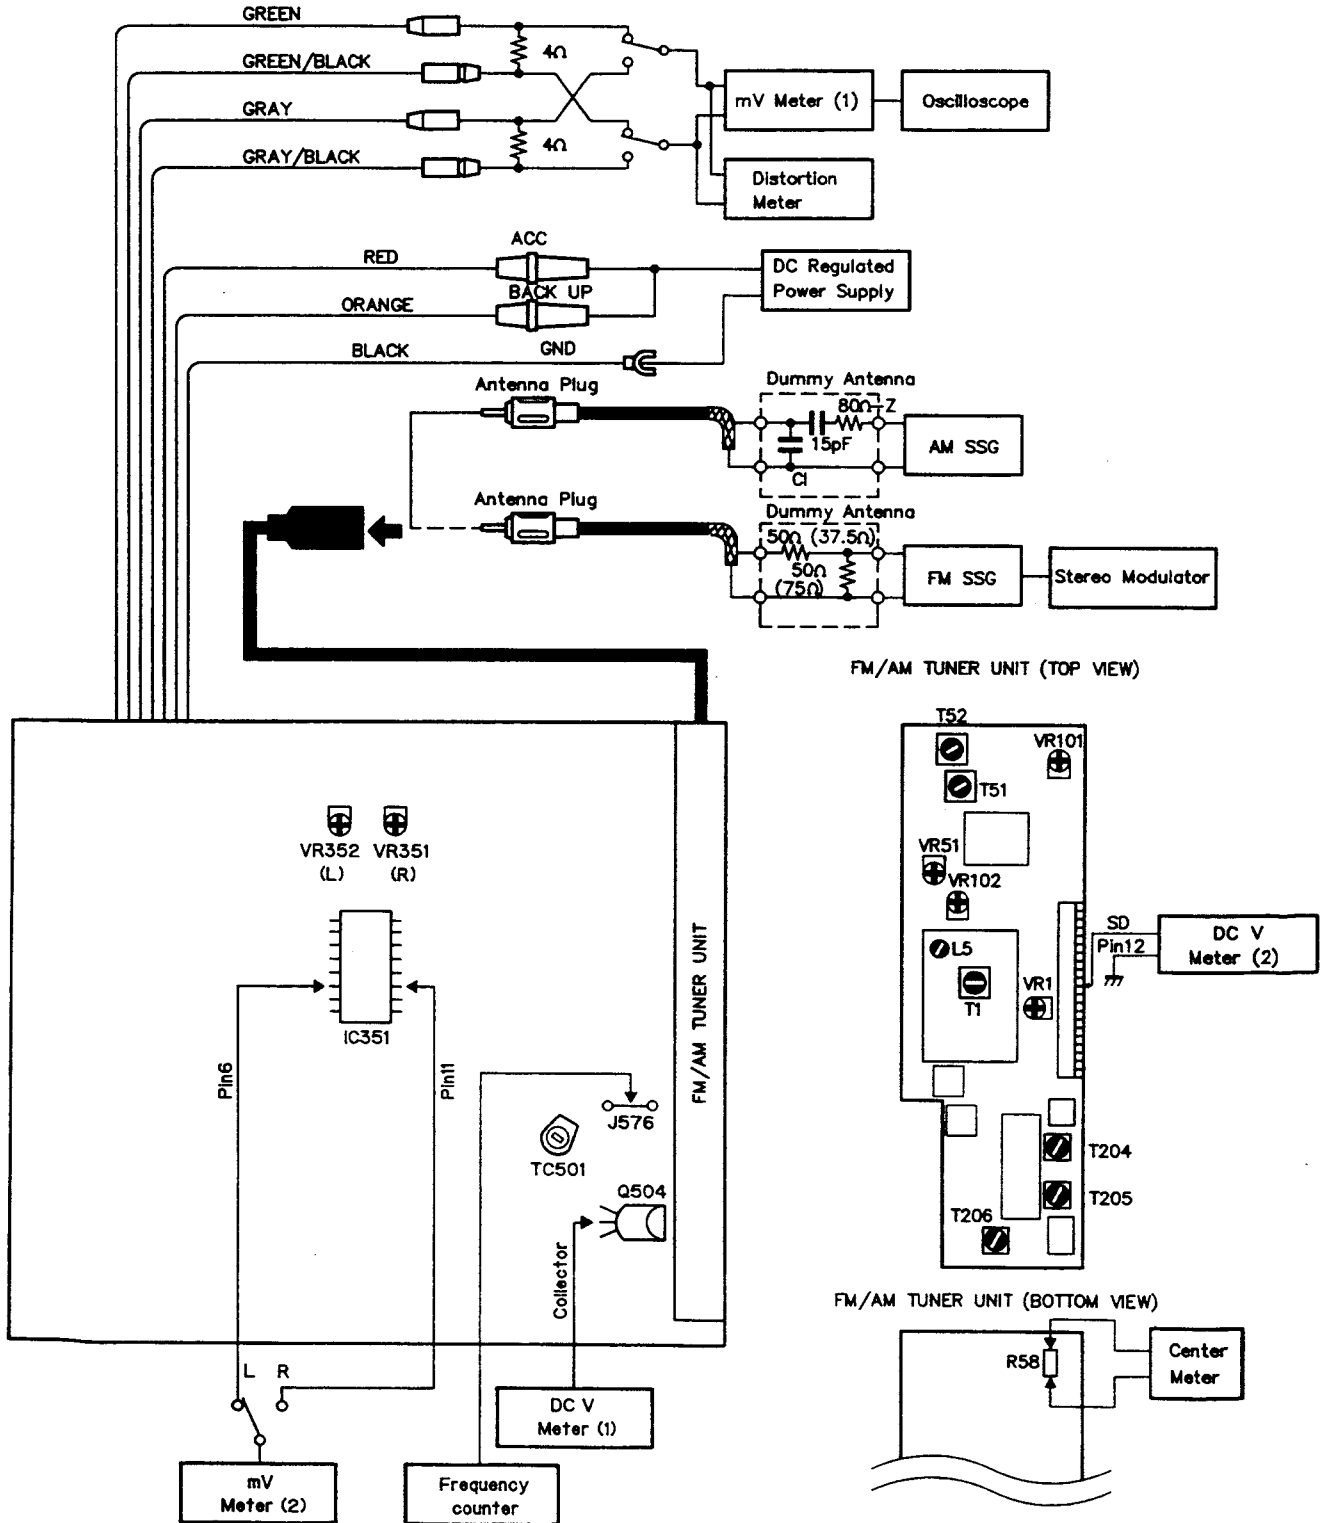 GREEN
4Ω
GREEN/BLACK
mV Meter (1)
Oscilloscope
GRAY
4Ω
GRAY/BLACK
Distortion
Meter
ACC
RED
DC Regulated
Power Supply
BACK UP
ORANGE
BLACK
GND
Antenna Plug
Dummy Antenna
80Ω-Z
15pF
C1
AM SSG
Antenna Plug
Dummy Antenna
50Ω (37.5Ω)
50Ω
(75Ω)
FM SSG
Stereo Modulator
FM/AM TUNER UNIT (TOP VIEW)
T52
VR101
T51
VR352
(L)
VR351
(R)
VR51
VR102
FM/AM TUNER UNIT
SD
Pin12
DC V
Meter (2)
L5
T1
VR1
IC351
Pin6
Pin11
J576
TC501
T204
Q504
T205
T206
Collector
FM/AM TUNER UNIT (BOTTOM VIEW)
R58
Center
Meter
L R
DC V
Meter (1)
mV
Meter (2)
Frequency
counter